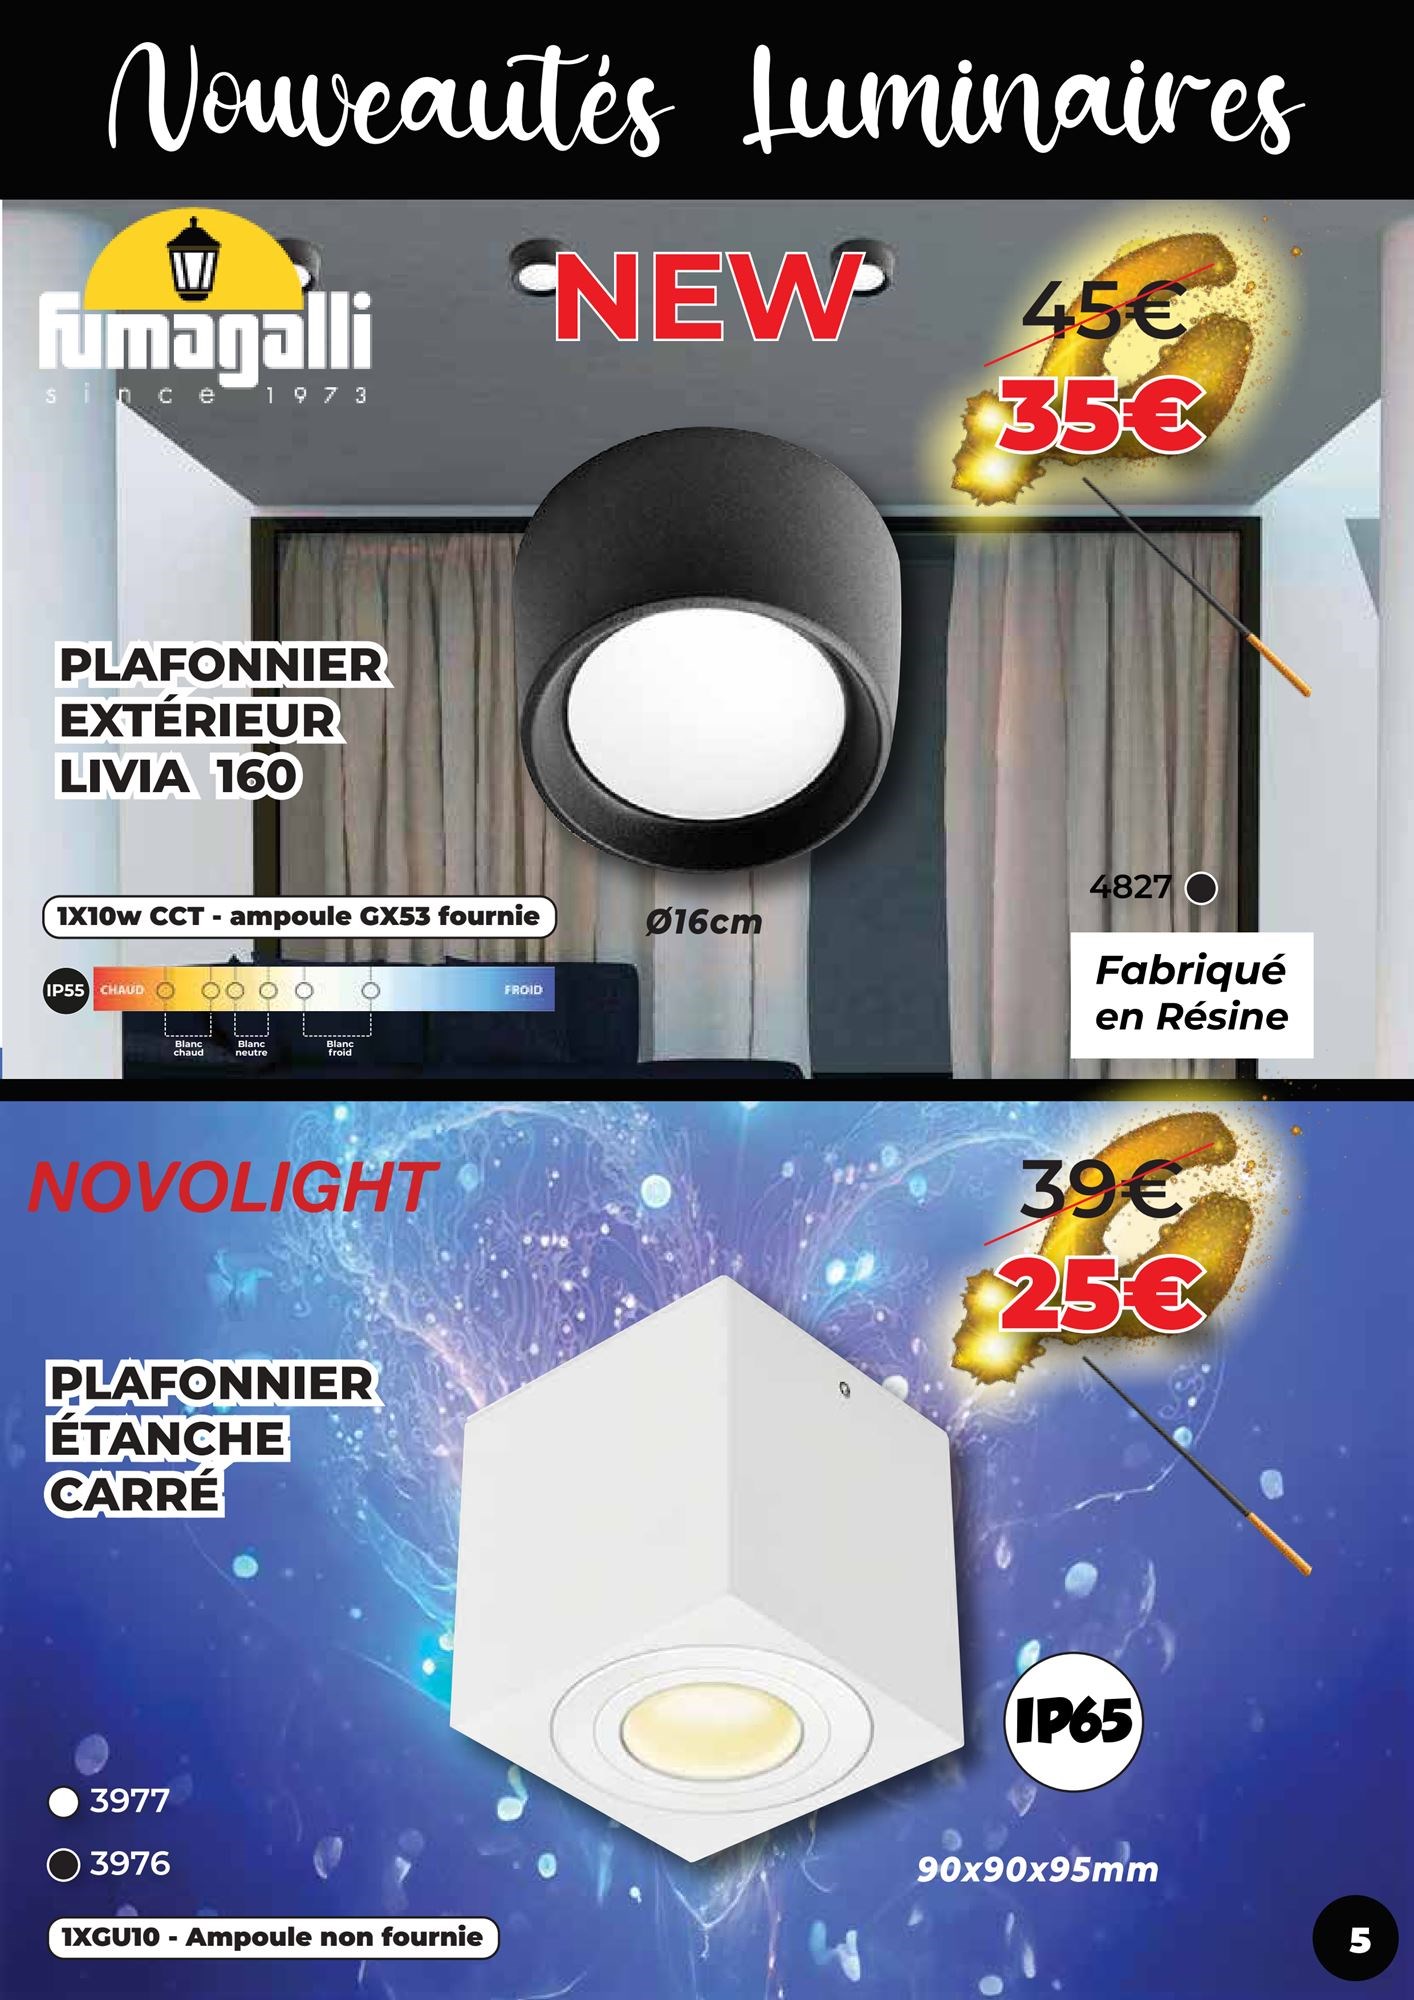 Nouveautés Luminaires
fumagalli
since 1973
NEW
45€
35€
PLAFONNIER
EXTÉRIEUR
LIVIA 160
1X10w CCT - ampoule GX53 fournie
Ø16cm
4827
IP55 CHAUD FROID
Blanc chaud
Blanc neutre
Blanc froid
Fabriqué
en Résine
NOVOLIGHT
39€
25€
PLAFONNIER
ÉTANCHE
CARRÉ
IP65
3977
3976
90x90x95mm
1XGU10 - Ampoule non fournie
5